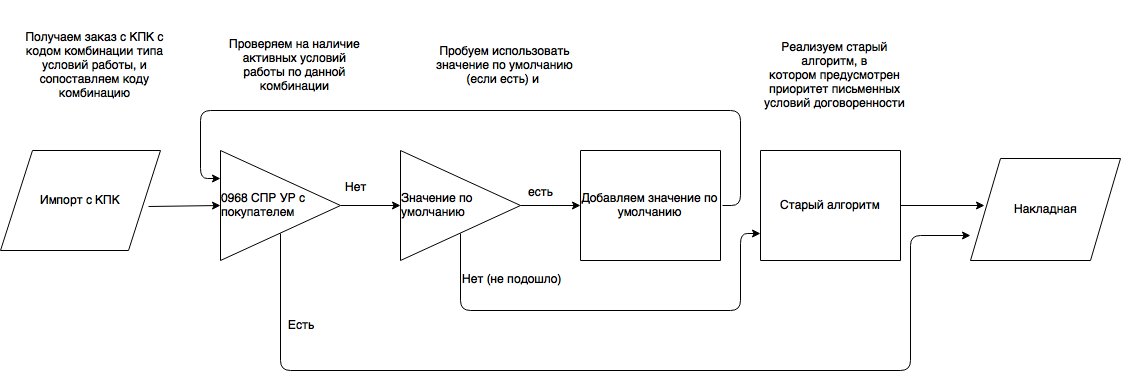 Получаем заказ с КПК с
кодом комбинации типа
условий работы, и
сопоставляем коду
комбинацию
Проверяем на наличие
активных условий
работы по данной
комбинации
Пробуем использовать
значение по умолчанию
(если есть) и
Реализуем старый
алгоритм, в
котором предусмотрен
приоритет письменных
условий договоренности
Импорт с КПК
0968 СПР УР с
покупателем
Нет
Значение по
умолчанию
есть
Добавляем значение по
умолчанию
Старый алгоритм
Накладная
Нет (не подошло)
Есть